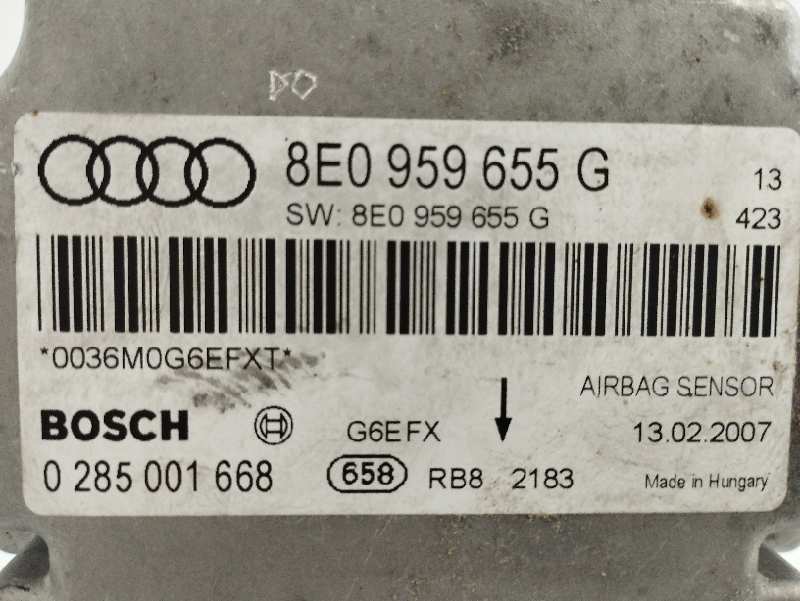 DO
8E0 959 655 G 13
SW: 8E0 959 655 G 423
*0036M0G6EFXT*
AIRBAG SENSOR
BOSCH G6EFX 13.02.2007
0 285 001 668 658 RB8 2183 Made in Hungary